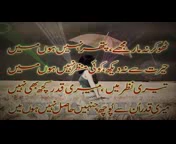 ٹھوکر نہ مار مجھے، پتھر نہیں ہوں میں
حیرت سے نہ دیکھ، کوئی منظر نہیں ہوں میں
تیری نظر میں میری قدر کچھ بھی نہیں
میری قدر اُن سے پوچھ جنہیں حاصل نہیں ہوں میں